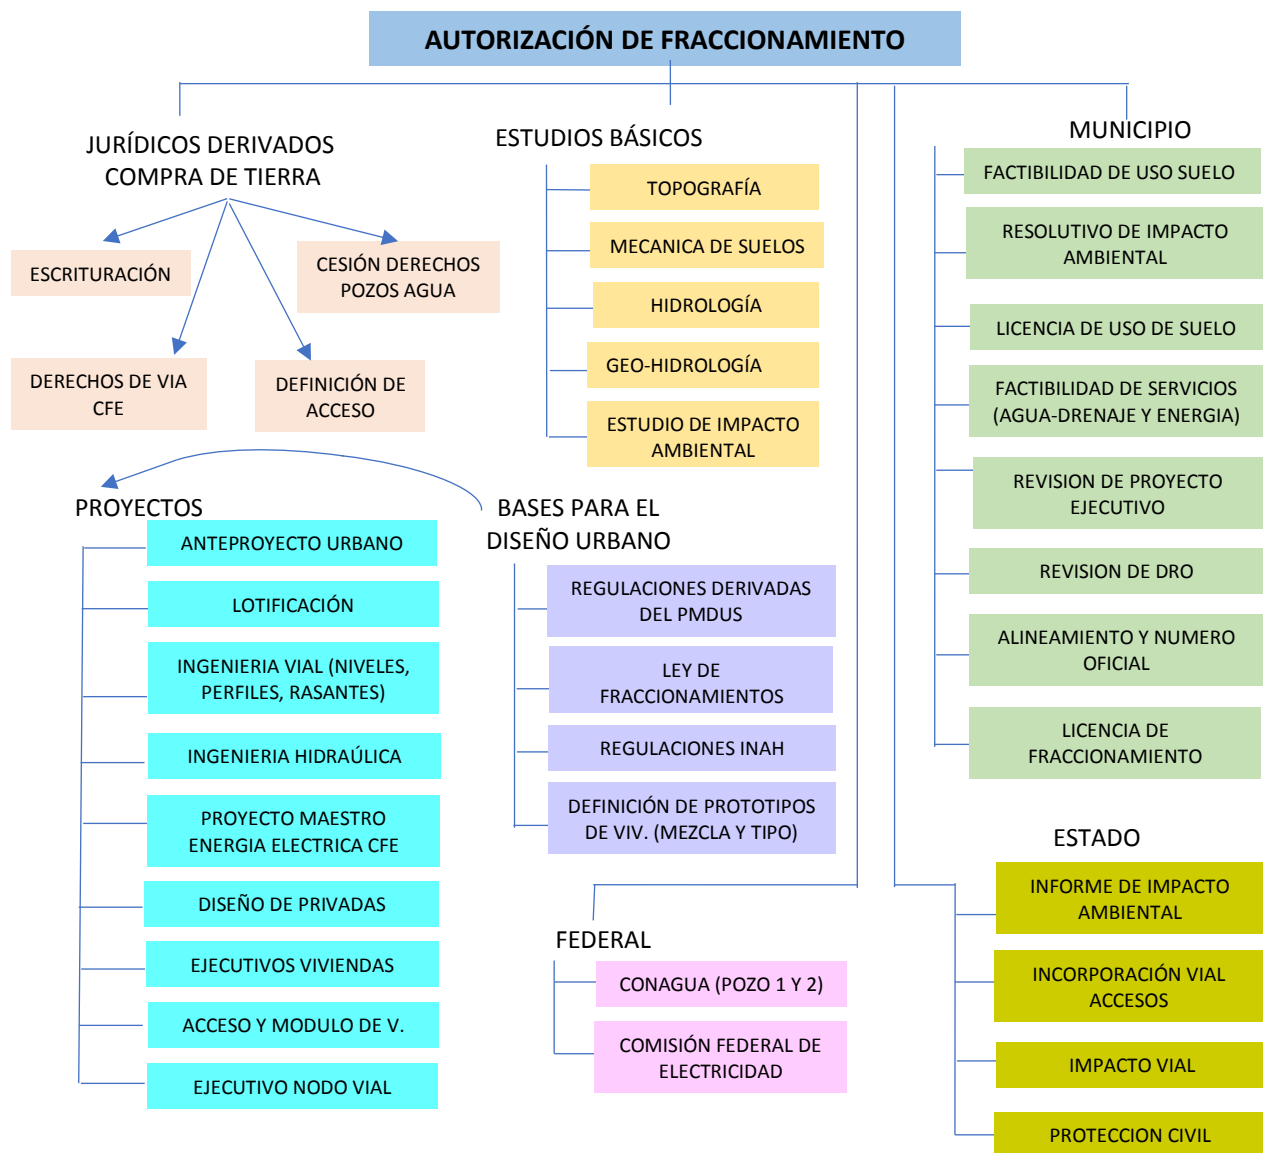 AUTORIZACIÓN DE FRACCIONAMIENTO
JURÍDICOS DERIVADOS
COMPRA DE TIERRA
ESCRITURACIÓN
CESIÓN DERECHOS
POZOS AGUA
DERECHOS DE VIA
CFE
DEFINICIÓN DE
ACCESO
ESTUDIOS BÁSICOS
TOPOGRAFÍA
MECANICA DE SUELOS
HIDROLOGÍA
GEO-HIDROLOGÍA
ESTUDIO DE IMPACTO
AMBIENTAL
MUNICIPIO
FACTIBILIDAD DE USO SUELO
RESOLUTIVO DE IMPACTO
AMBIENTAL
LICENCIA DE USO DE SUELO
FACTIBILIDAD DE SERVICIOS
(AGUA-DRENAJE Y ENERGIA)
REVISION DE PROYECTO
EJECUTIVO
REVISION DE DRO
ALINEAMIENTO Y NUMERO
OFICIAL
LICENCIA DE
FRACCIONAMIENTO
PROYECTOS
ANTEPROYECTO URBANO
LOTIFICACIÓN
INGENIERIA VIAL (NIVELES,
PERFILES, RASANTES)
INGENIERIA HIDRAÚLICA
PROYECTO MAESTRO
ENERGIA ELECTRICA CFE
DISEÑO DE PRIVADAS
EJECUTIVOS VIVIENDAS
ACCESO Y MODULO DE V.
EJECUTIVO NODO VIAL
BASES PARA EL
DISEÑO URBANO
REGULACIONES DERIVADAS
DEL PMDUS
LEY DE
FRACCIONAMIENTOS
REGULACIONES INAH
DEFINICIÓN DE PROTOTIPOS
DE VIV. (MEZCLA Y TIPO)
FEDERAL
CONAGUA (POZO 1 Y 2)
COMISIÓN FEDERAL DE
ELECTRICIDAD
ESTADO
INFORME DE IMPACTO
AMBIENTAL
INCORPORACIÓN VIAL
ACCESOS
IMPACTO VIAL
PROTECCION CIVIL